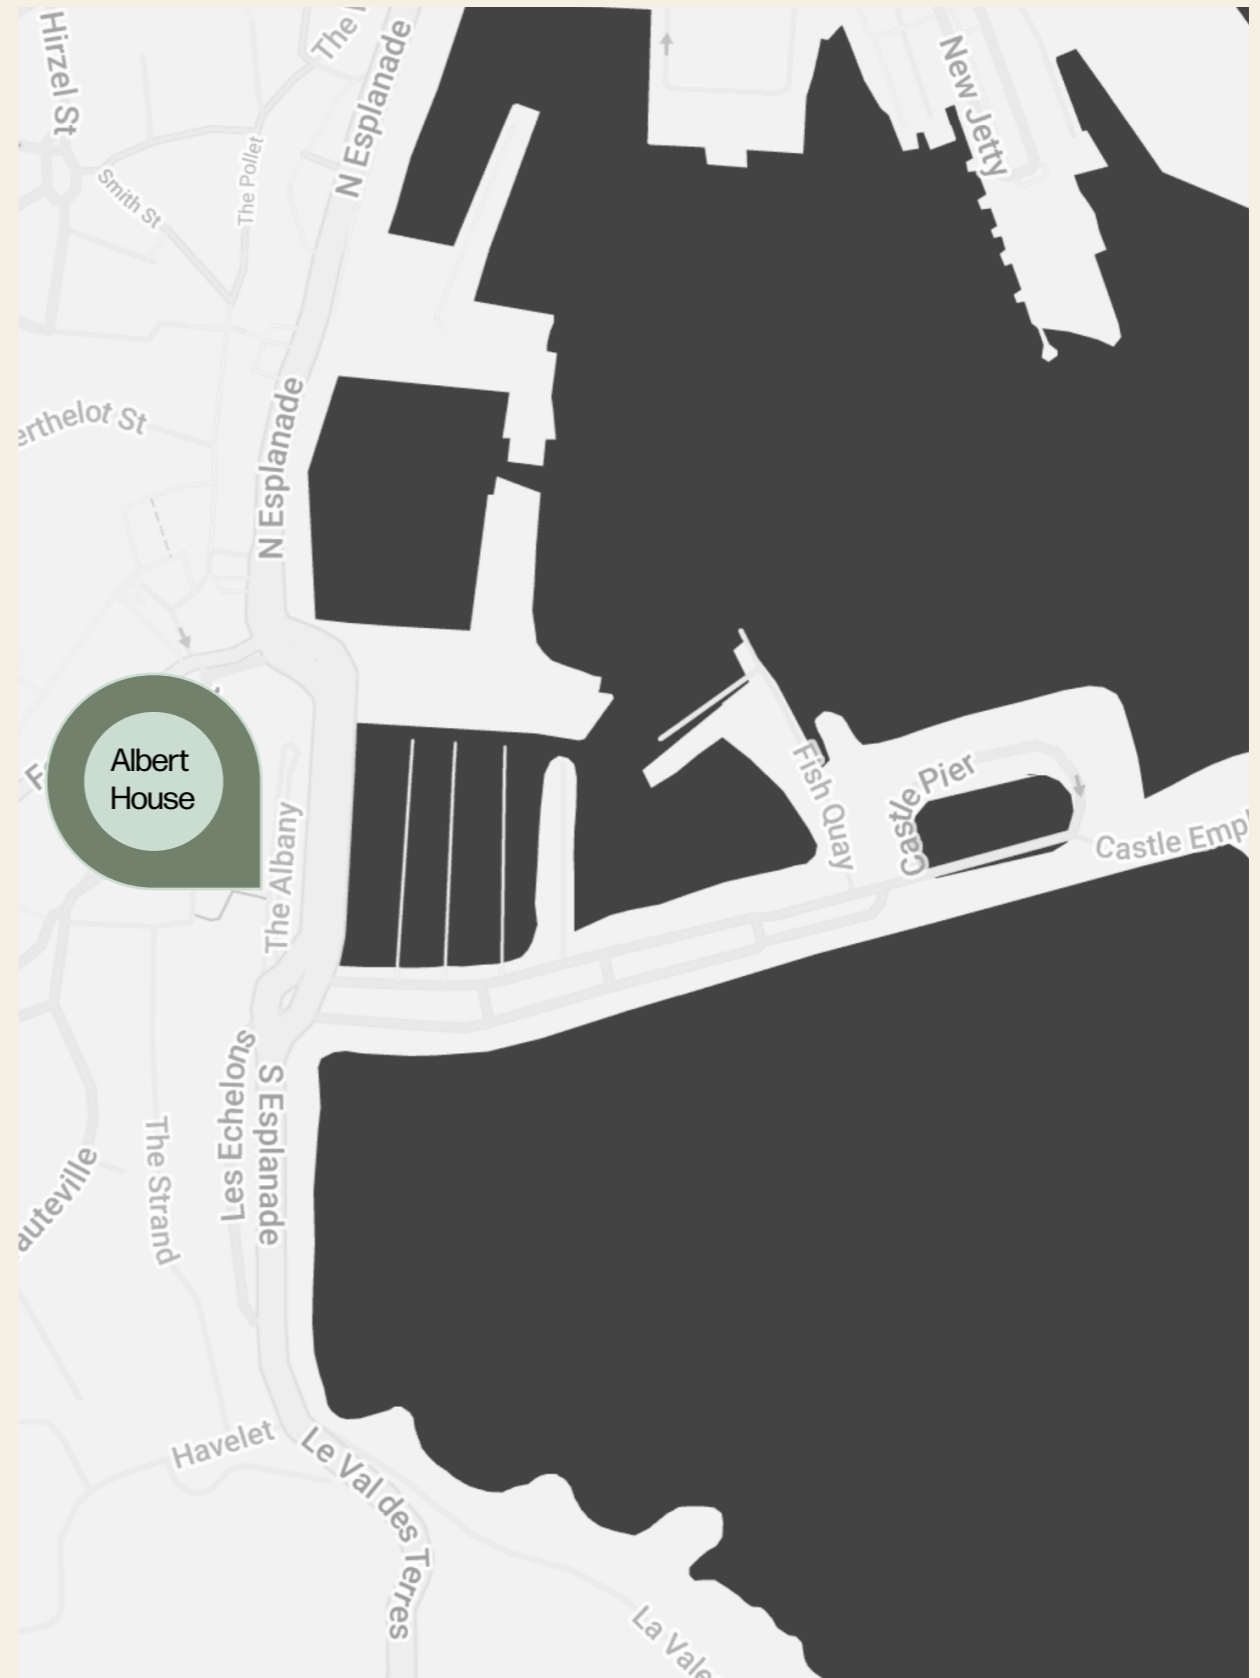 Hirzel St
The
N Esplanade
New Jetty
Smith St
The Pollet
erthelot St
N Esplanade
Albert
House
The Albany
Fish Quay
Castle Pier
Castle Emp
Les Echelons
S Esplanade
The Strand
auteville
Havelet
Le Val des Terres
La Vale